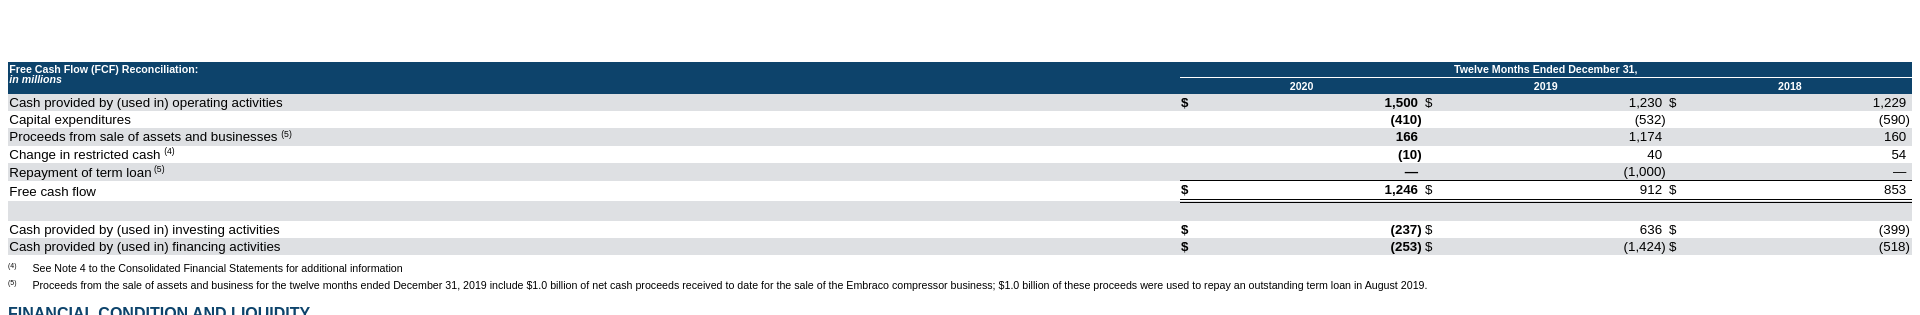 Free Cash Flow (FCF) Reconciliation:
in millions
Twelve Months Ended December 31,
2020 2019 2018
Cash provided by (used in) operating activities $ 1,500 $ 1,230 $ 1,229
Capital expenditures (410) (532) (590)
Proceeds from sale of assets and businesses (5) 166 1,174 160
Change in restricted cash (4) (10) 40 54
Repayment of term loan (5) — (1,000) —
Free cash flow $ 1,246 $ 912 $ 853
Cash provided by (used in) investing activities $ (237) $ 636 $ (399)
Cash provided by (used in) financing activities $ (253) $ (1,424) $ (518)
(4) See Note 4 to the Consolidated Financial Statements for additional information
(5) Proceeds from the sale of assets and business for the twelve months ended December 31, 2019 include $1.0 billion of net cash proceeds received to date for the sale of the Embraco compressor business; $1.0 billion of these proceeds were used to repay an outstanding term loan in August 2019.
FINANCIAL CONDITION AND LIQUIDITY